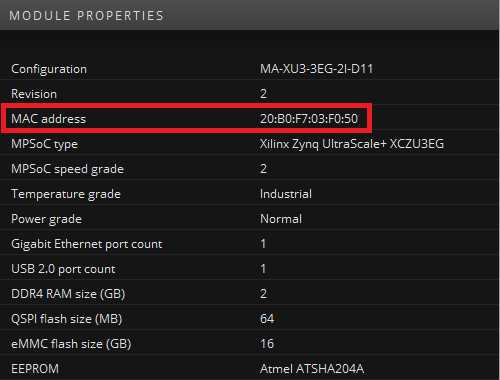 MODULE PROPERTIES
Configuration MA-XU3-3EG-2I-D11
Revision 2
MAC address 20:B0:F7:03:F0:50
MPSoC type Xilinx Zynq UltraScale+ XCZU3EG
MPSoC speed grade 2
Temperature grade Industrial
Power grade Normal
Gigabit Ethernet port count 1
USB 2.0 port count 1
DDR4 RAM size (GB) 2
QSPI flash size (MB) 64
eMMC flash size (GB) 16
EEPROM Atmel ATSHA204A